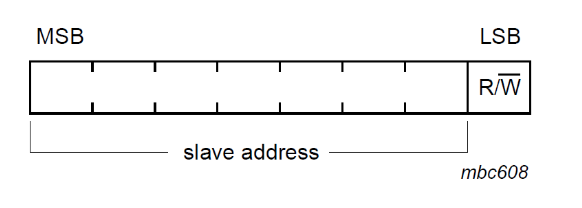 MSB LSB
R/W̅
slave address
mbc608